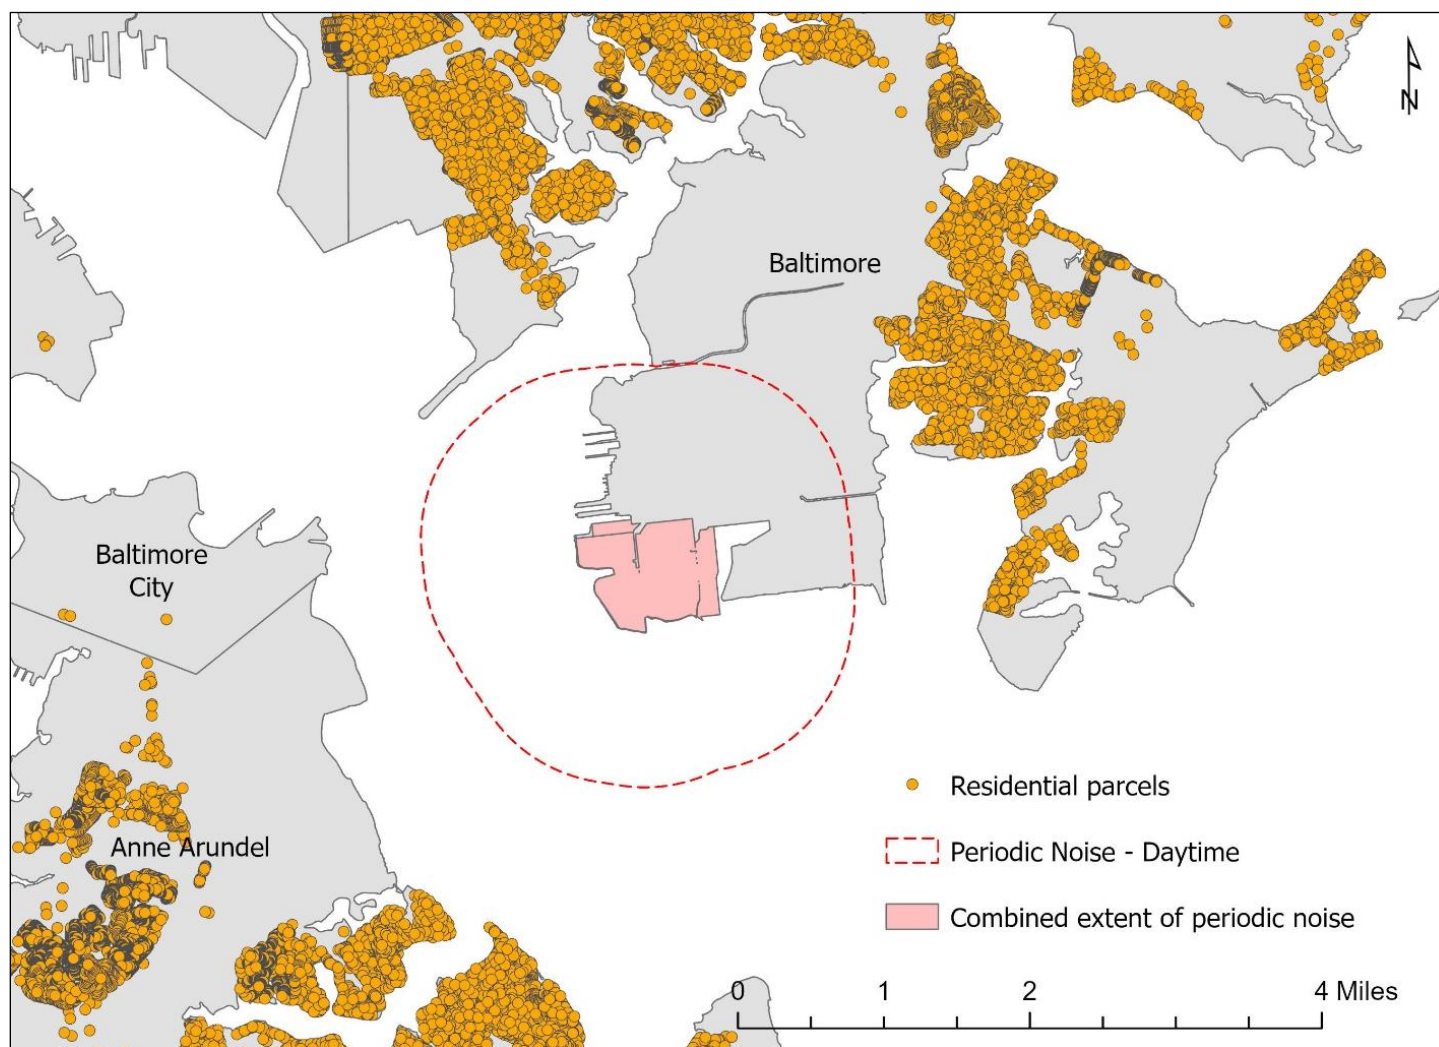 N
Baltimore
Baltimore
City
Anne Arundel
Residential parcels
Periodic Noise - Daytime
Combined extent of periodic noise
0 1 2 4 Miles